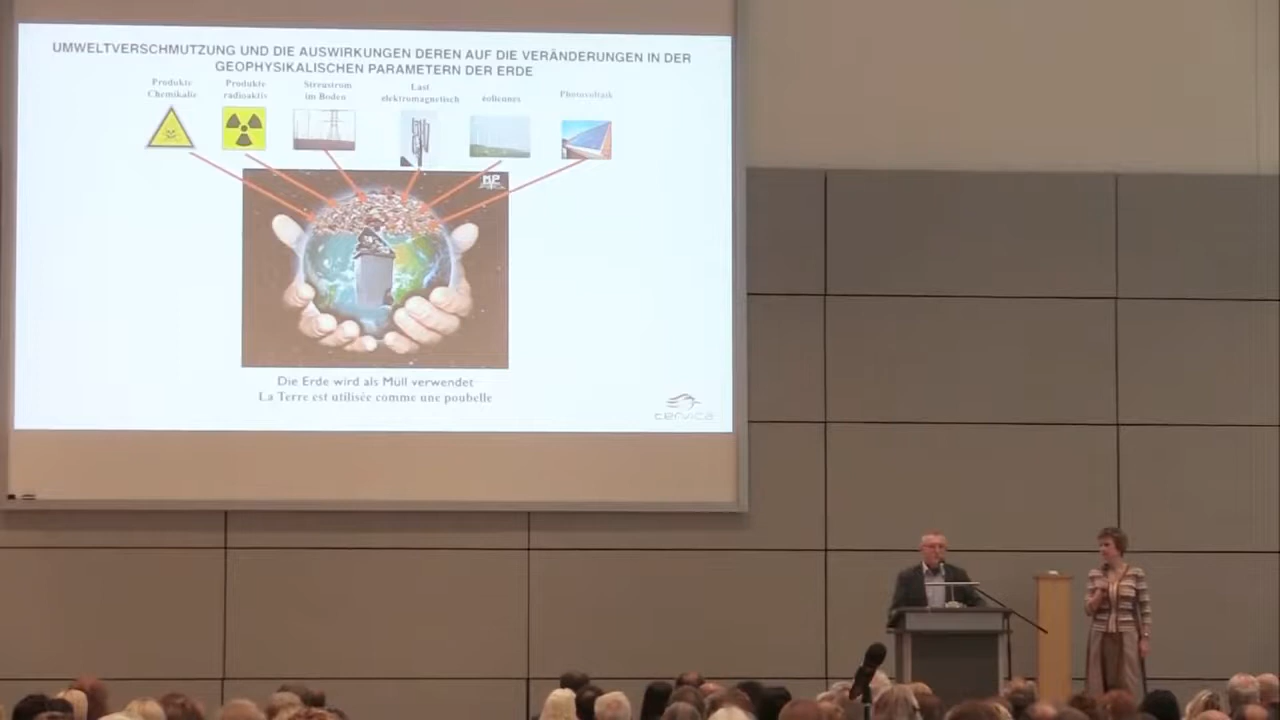 UMWELTVERSCHMUTZUNG UND DIE AUSWIRKUNGEN DEREN AUF DIE VERÄNDERUNGEN IN DER
GEOPHYSIKALISCHEN PARAMETERN DER ERDE
Produkte
Chemikalie
Produkte
radioaktiv
Streustrom
im Boden
Last
elektromagnetisch
éoliennes
Photovoltaik
MP
Die Erde wird als Müll verwendet
La Terre est utilisée comme une poubelle
tervica